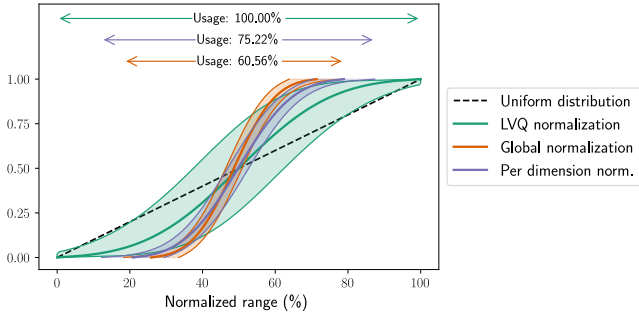 Usage: 100.00%
Usage: 75.22%
Usage: 60.56%
1.00
0.75
0.50
0.25
0.00
0 20 40 60 80 100
Normalized range (%)
Uniform distribution
LVQ normalization
Global normalization
Per dimension norm.